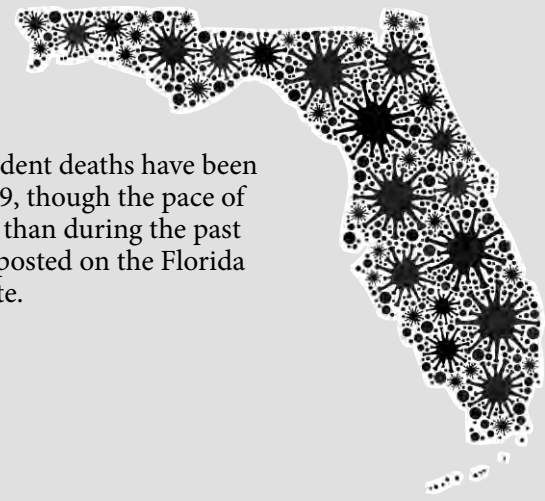 dent deaths have been
9, though the pace of
than during the past
posted on the Florida
te.